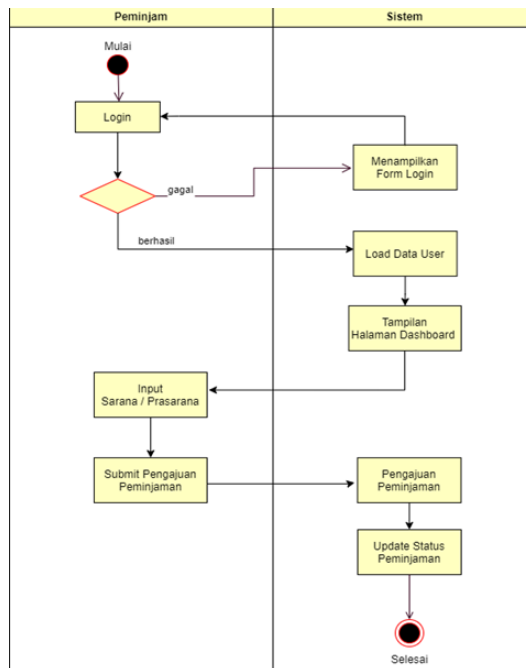 Peminjam
Sistem
Mulai
Login
gagal
Menampilkan
Form Login
berhasil
Load Data User
Tampilan
Halaman Dashboard
Input
Sarana / Prasarana
Submit Pengajuan
Peminjaman
Pengajuan
Peminjaman
Update Status
Peminjaman
Selesai